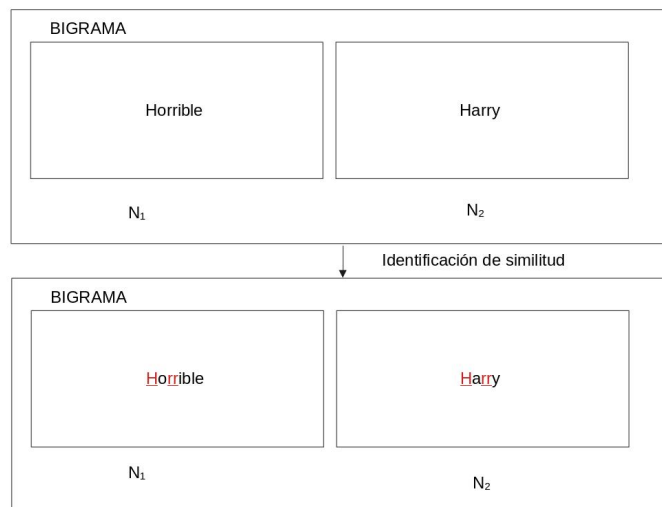 BIGRAMA
Horrible Harry
N₁ N₂
Identificación de similitud
BIGRAMA
Horrible Harry
N₁ N₂